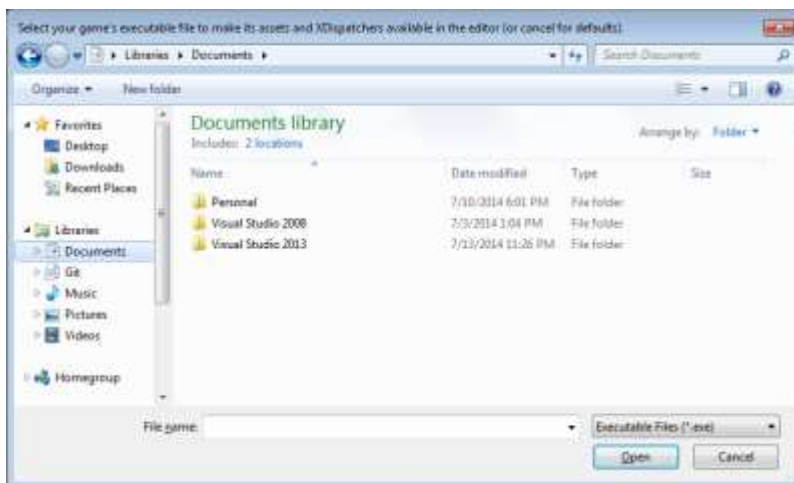 Select your game's executable file to make its assets and XDispatchers available in the editor (or cancel for defaults).
Libraries ▸ Documents ▸
Search Documents
Organize
New folder
Favorites
Desktop
Downloads
Recent Places
Libraries
Documents
Git
Music
Pictures
Videos
Homegroup
Documents library
Includes: 2 locations
Arrange by: Folder
Name Date modified Type Size
Personal 7/10/2014 6:01 PM File folder
Visual Studio 2008 7/3/2014 1:04 PM File folder
Visual Studio 2013 7/13/2014 11:26 PM File folder
File name:
Executable Files (*.exe)
Open
Cancel